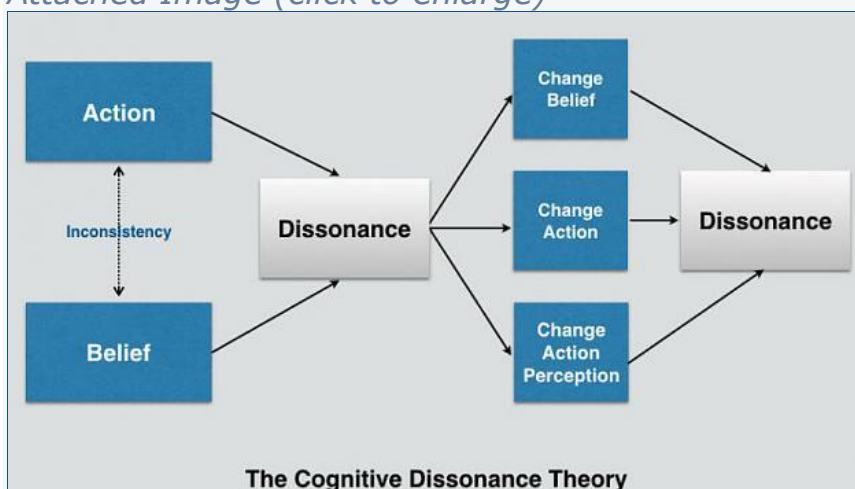 Attached Image (click to enlarge)
Action
Inconsistency
Belief
Dissonance
Change
Belief
Change
Action
Change
Action
Perception
Dissonance
The Cognitive Dissonance Theory